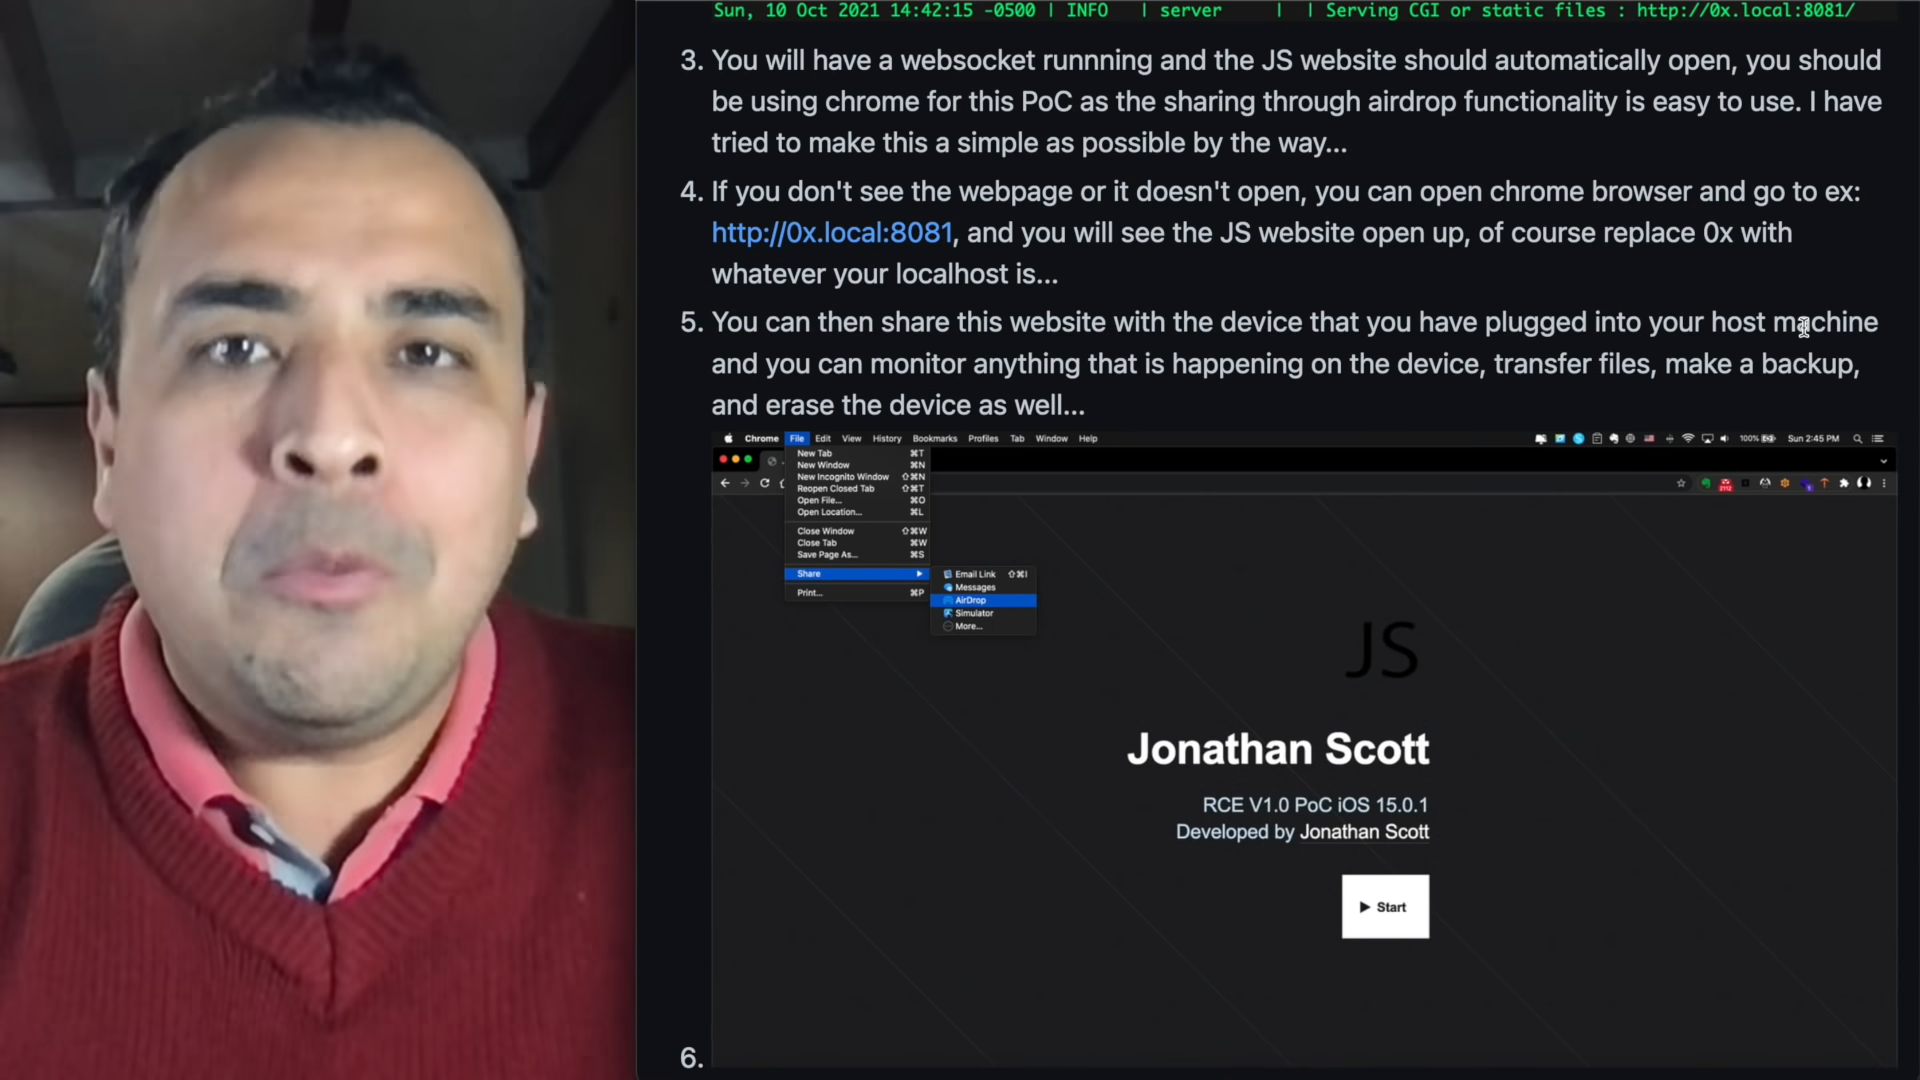 Sun, 10 Oct 2021 14:42:15 -0500 | INFO | server | | Serving CGI or static files : http://0x.local:8081/
3. You will have a websocket runnning and the JS website should automatically open, you should
be using chrome for this PoC as the sharing through airdrop functionality is easy to use. I have
tried to make this a simple as possible by the way...
4. If you don't see the webpage or it doesn't open, you can open chrome browser and go to ex:
http://0x.local:8081, and you will see the JS website open up, of course replace 0x with
whatever your localhost is...
5. You can then share this website with the device that you have plugged into your host machine
and you can monitor anything that is happening on the device, transfer files, make a backup,
and erase the device as well...
Chrome File Edit View History Bookmarks Profiles Tab Window Help 100% Sun 2:45 PM
New Tab ⌘T
New Window ⌘N
New Incognito Window ⇧⌘N
Reopen Closed Tab ⇧⌘T
Open File... ⌘O
Open Location... ⌘L
Close Window ⇧⌘W
Close Tab ⌘W
Save Page As... ⌘S
Share ▶
Print... ⌘P
Email Link ⇧⌘I
Messages
AirDrop
Simulator
More...
JS
Jonathan Scott
RCE V1.0 PoC iOS 15.0.1
Developed by Jonathan Scott
▶ Start
6.